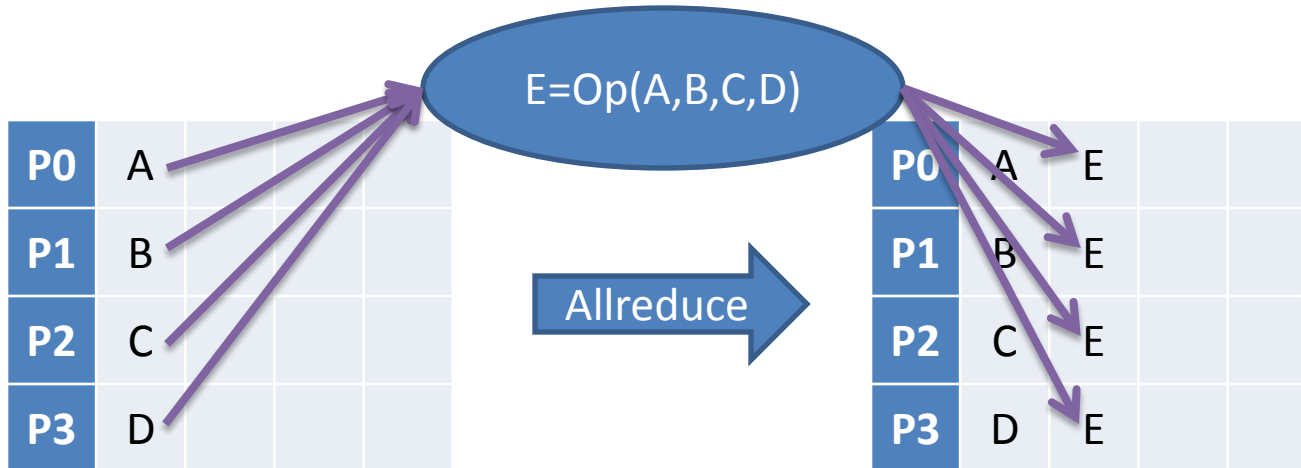 E=Op(A,B,C,D)
P0 A
P1 B
P2 C
P3 D
Allreduce
P0 A E
P1 B E
P2 C E
P3 D E